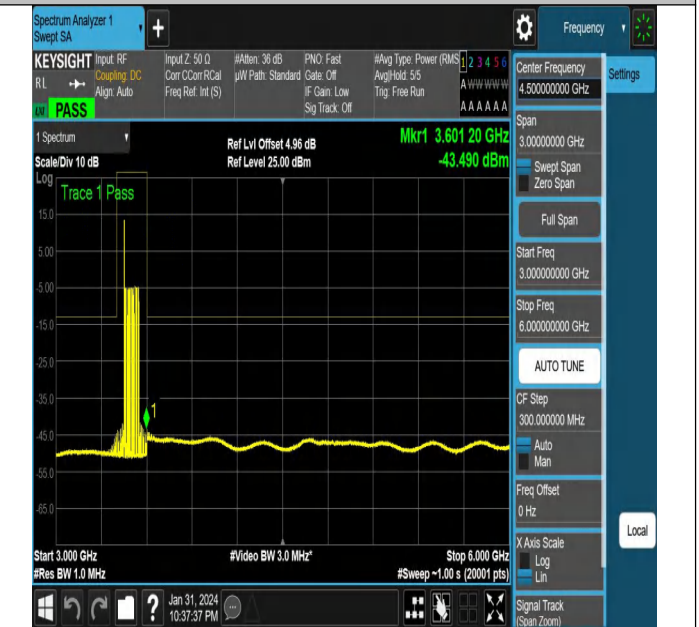 Spectrum Analyzer 1
Swept SA
+
Frequency
KEYSIGHT
RL
PASS
Input: RF
Coupling: DC
Align: Auto
Input Z: 50 Ω
Corr CCorr RCal
Freq Ref: Int (S)
#Atten: 36 dB
µW Path: Standard
PNO: Fast
Gate: Off
IF Gain: Low
Sig Track: Off
#Avg Type: Power (RMS
Avg|Hold: 5/5
Trig: Free Run
1 2 3 4 5 6
A W W W W W
A A A A A A
1 Spectrum
Scale/Div 10 dB
Ref Lvl Offset 4.96 dB
Ref Level 25.00 dBm
Mkr1 3.601 20 GHz
-43.490 dBm
Log
Trace 1 Pass
15.0
5.00
-5.00
-15.0
-25.0
-35.0
-45.0
-55.0
-65.0
1
Start 3.000 GHz
#Res BW 1.0 MHz
#Video BW 3.0 MHz*
Stop 6.000 GHz
#Sweep ~1.00 s (20001 pts)
?
Jan 31, 2024
10:37:37 PM
Center Frequency
4.500000000 GHz
Settings
Span
3.00000000 GHz
Swept Span
Zero Span
Full Span
Start Freq
3.000000000 GHz
Stop Freq
6.000000000 GHz
AUTO TUNE
CF Step
300.000000 MHz
Auto
Man
Freq Offset
0 Hz
X Axis Scale
Log
Lin
Local
Signal Track
(Span Zoom)